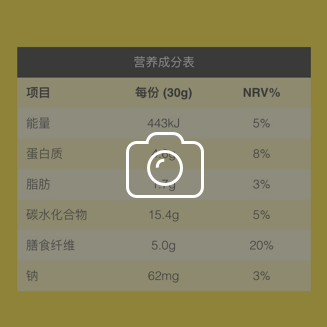 营养成分表
项目 每份 (30g) NRV%
能量 443kJ 5%
蛋白质 8%
脂肪 3%
碳水化合物 15.4g 5%
膳食纤维 5.0g 20%
钠 62mg 3%